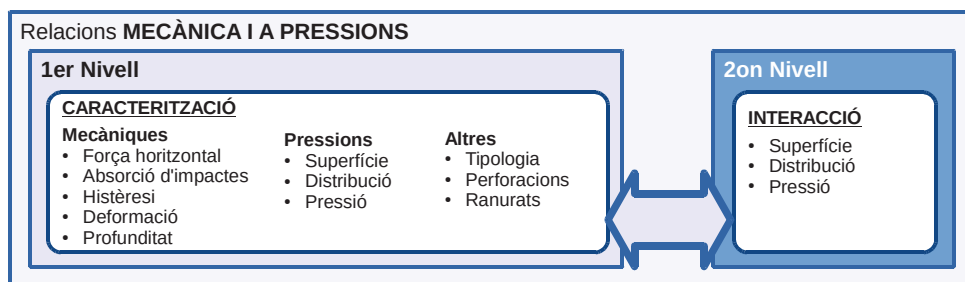 Relacions MECÀNICA I A PRESSIONS
1er Nivell
CARACTERITZACIÓ
Mecàniques
• Força horitzontal
• Absorció d'impactes
• Histèresi
• Deformació
• Profunditat
Pressions
• Superfície
• Distribució
• Pressió
Altres
• Tipologia
• Perforacions
• Ranurats
2on Nivell
INTERACCIÓ
• Superfície
• Distribució
• Pressió